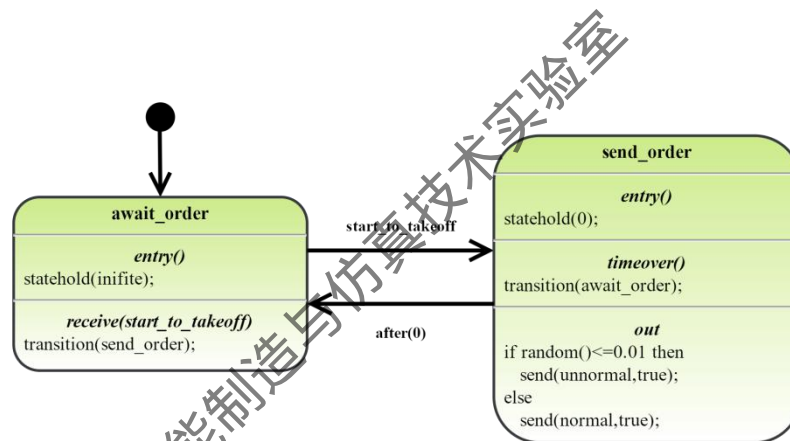 await_order
entry()
statehold(inifite);
receive(start_to_takeoff)
transition(send_order);
start_to_takeoff
after(0)
send_order
entry()
statehold(0);
timeover()
transition(await_order);
out
if random()<=0.01 then
send(unnormal,true);
else
send(normal,true);
能制造与仿真技术实验室